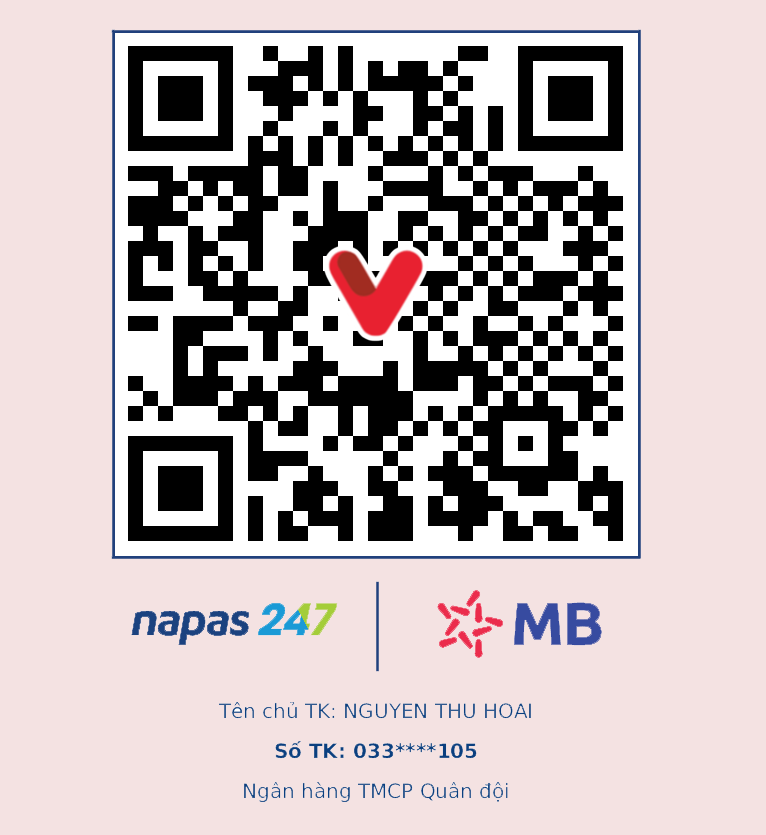 napas 247
MB
Tên chủ TK: NGUYEN THU HOAI
Số TK: 033****105
Ngân hàng TMCP Quân đội